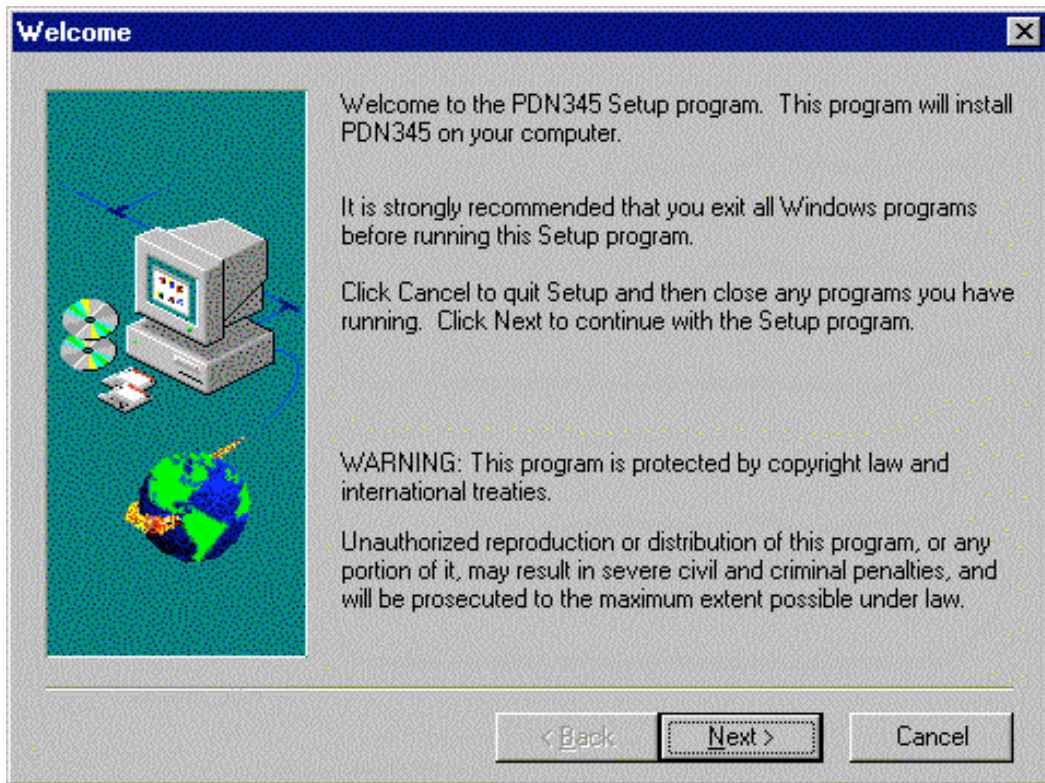 Welcome
Welcome to the PDN345 Setup program.  This program will install
PDN345 on your computer.
It is strongly recommended that you exit all Windows programs
before running this Setup program.
Click Cancel to quit Setup and then close any programs you have
running.  Click Next to continue with the Setup program.
WARNING: This program is protected by copyright law and
international treaties.
Unauthorized reproduction or distribution of this program, or any
portion of it, may result in severe civil and criminal penalties, and
will be prosecuted to the maximum extent possible under law.
< Back
Next >
Cancel